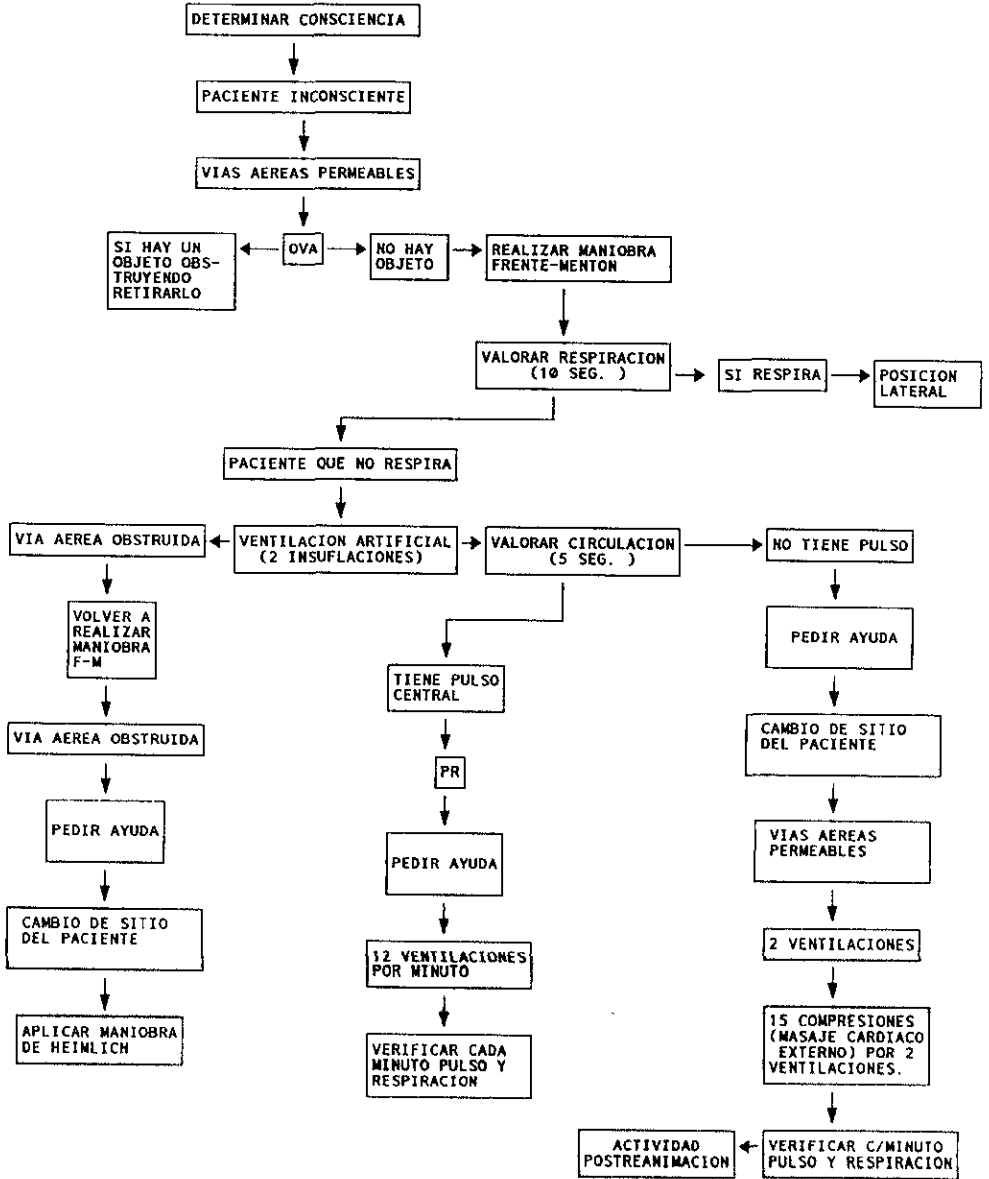 DETERMINAR CONSCIENCIA
PACIENTE INCONSCIENTE
VIAS AEREAS PERMEABLES
SI HAY UN
OBJETO OBS-
TRUYENDO
RETIRARLO
OVA
NO HAY
OBJETO
REALIZAR MANIOBRA
FRENTE-MENTON
VALORAR RESPIRACION
(10 SEG. )
SI RESPIRA
POSICION
LATERAL
PACIENTE QUE NO RESPIRA
VIA AEREA OBSTRUIDA
VENTILACION ARTIFICIAL
(2 INSUFLACIONES)
VALORAR CIRCULACION
(5 SEG. )
NO TIENE PULSO
VOLVER A
REALIZAR
MANIOBRA
F-M
VIA AEREA OBSTRUIDA
PEDIR AYUDA
CAMBIO DE SITIO
DEL PACIENTE
APLICAR MANIOBRA
DE HEIMLICH
TIENE PULSO
CENTRAL
PR
PEDIR AYUDA
12 VENTILACIONES
POR MINUTO
VERIFICAR CADA
MINUTO PULSO Y
RESPIRACION
PEDIR AYUDA
CAMBIO DE SITIO
DEL PACIENTE
VIAS AEREAS
PERMEABLES
2 VENTILACIONES
15 COMPRESIONES
(MASAJE CARDIACO
EXTERNO) POR 2
VENTILACIONES.
VERIFICAR C/MINUTO
PULSO Y RESPIRACION
ACTIVIDAD
POSTREANIMACION